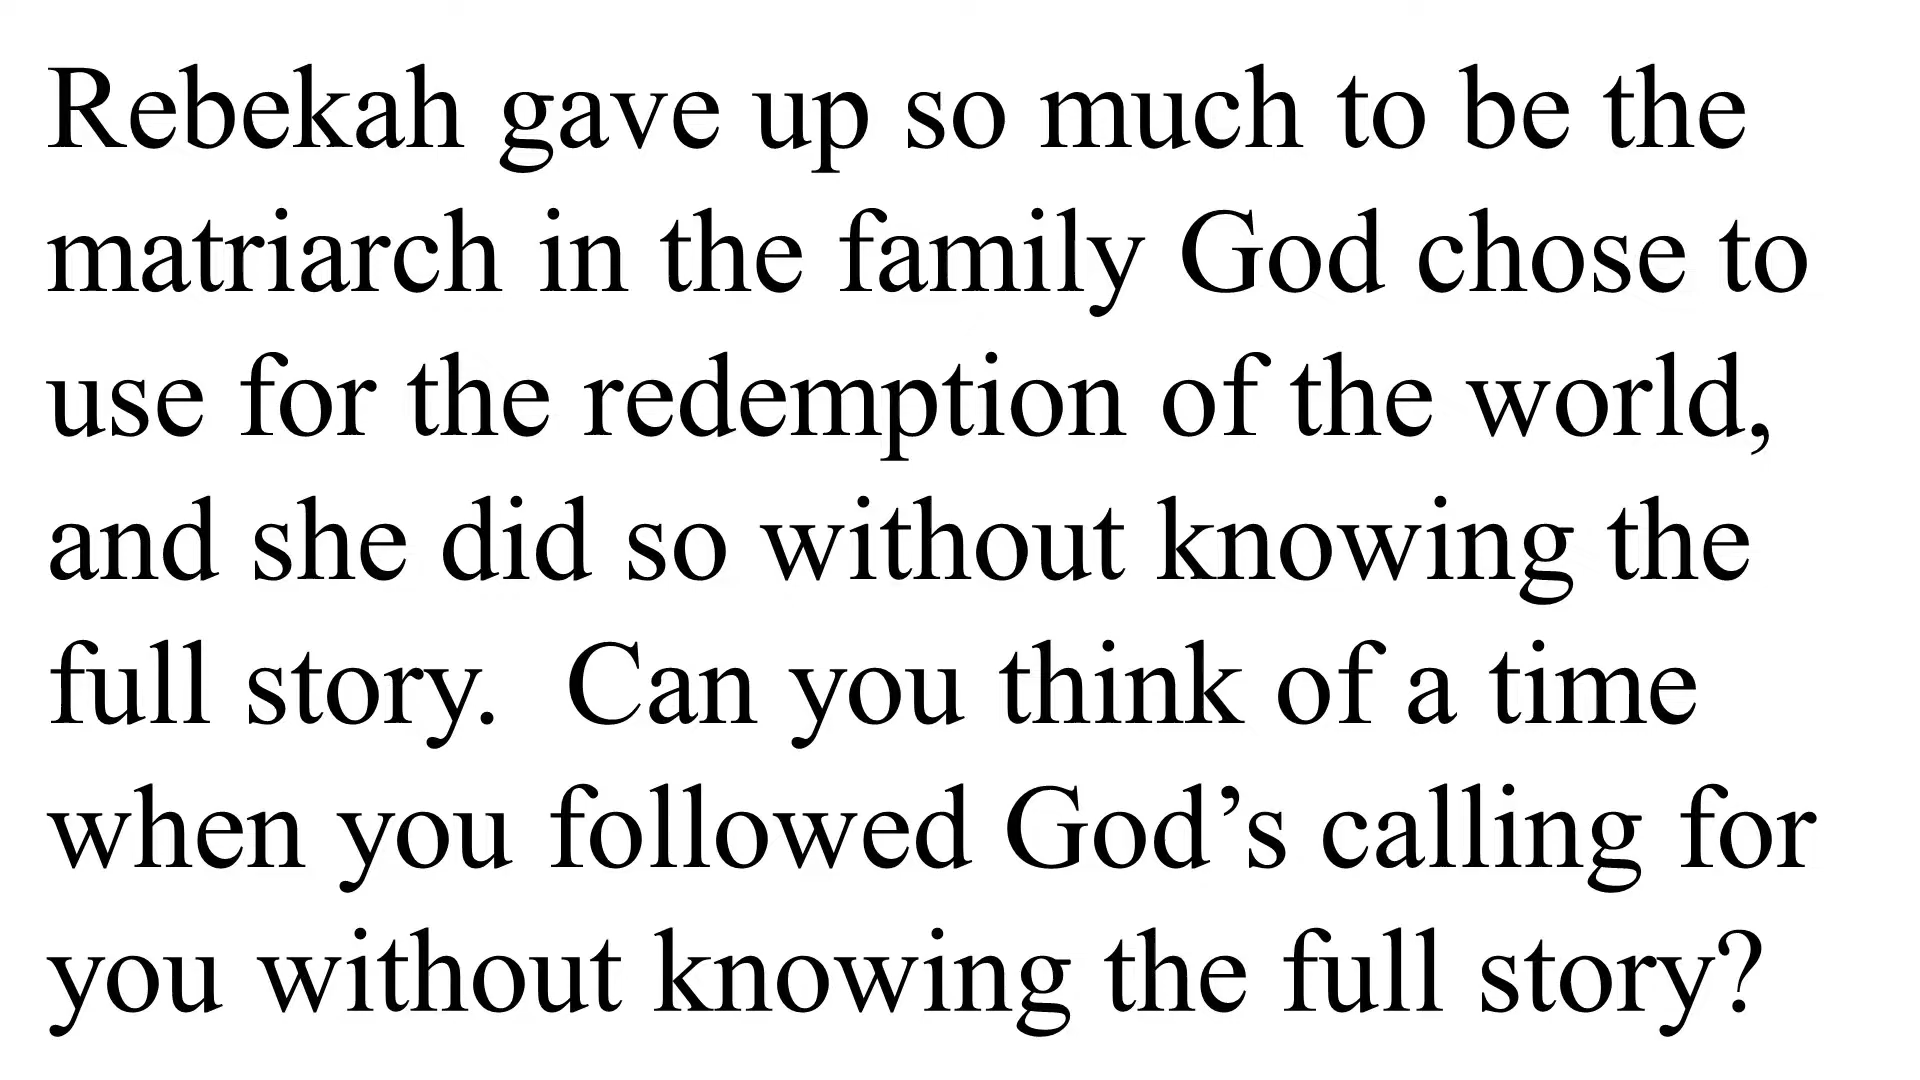 Rebekah gave up so much to be the
matriarch in the family God chose to
use for the redemption of the world,
and she did so without knowing the
full story.  Can you think of a time
when you followed God’s calling for
you without knowing the full story?